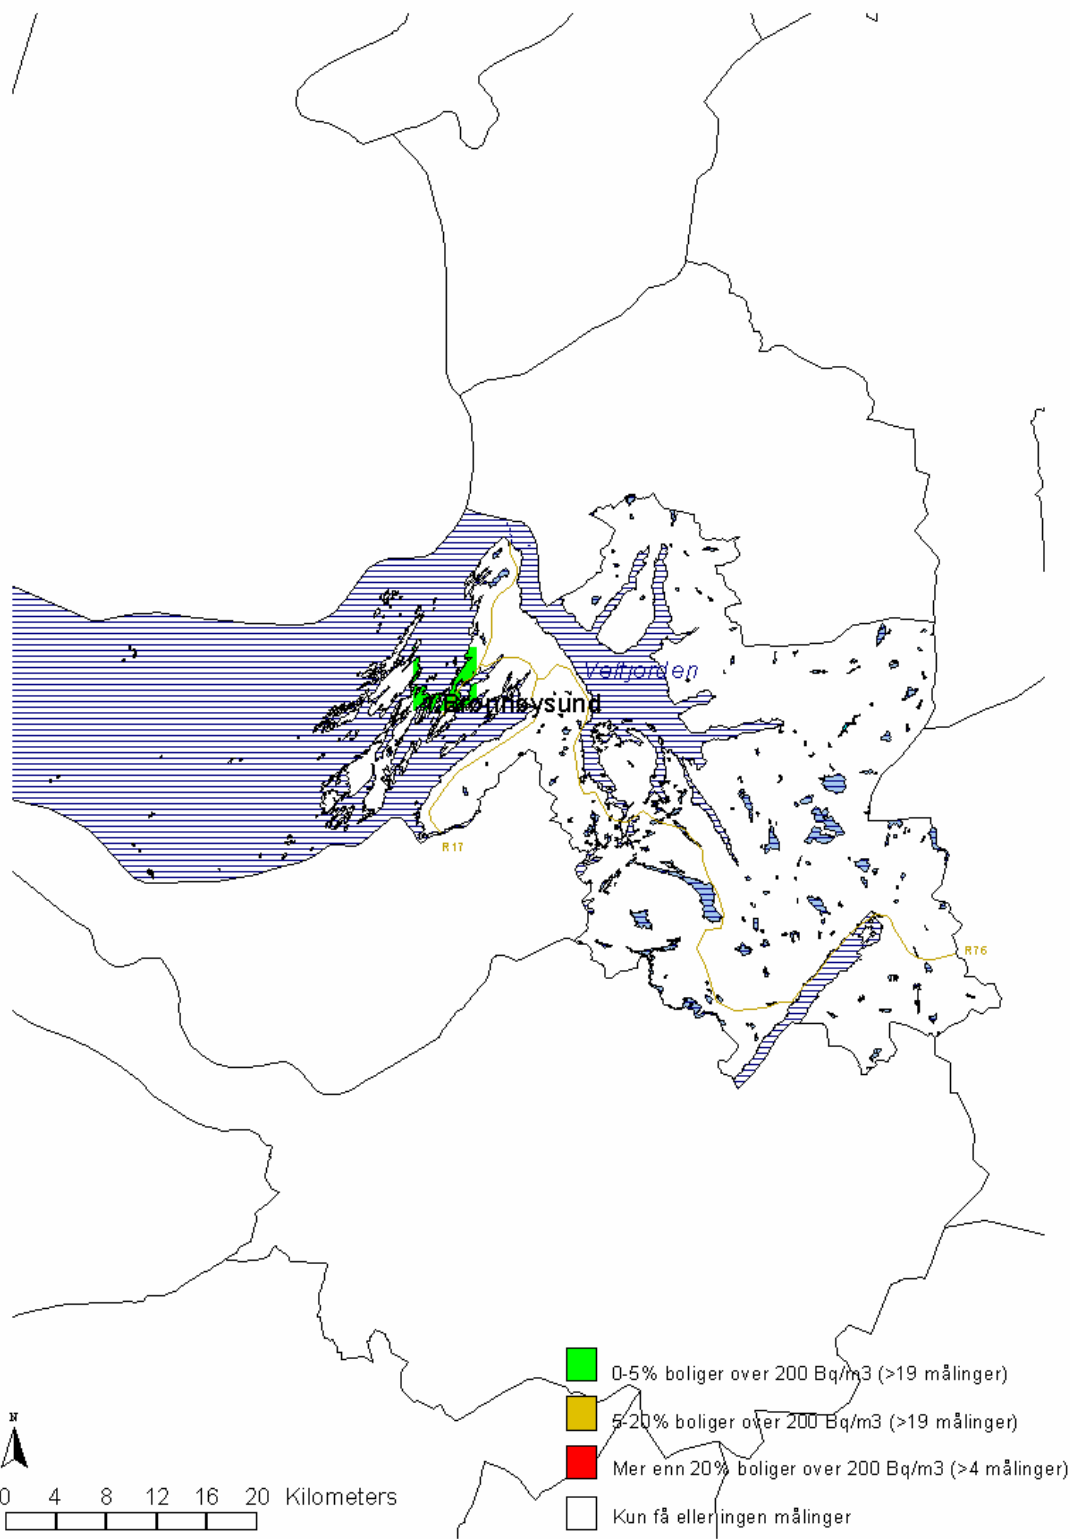 Velfjorden
Brønnøysund
R17
R76
0-5% boliger over 200 Bq/m3 (>19 målinger)
5-20% boliger over 200 Bq/m3 (>19 målinger)
Mer enn 20% boliger over 200 Bq/m3 (>4 målinger)
Kun få eller ingen målinger
N
0 4 8 12 16 20 Kilometers